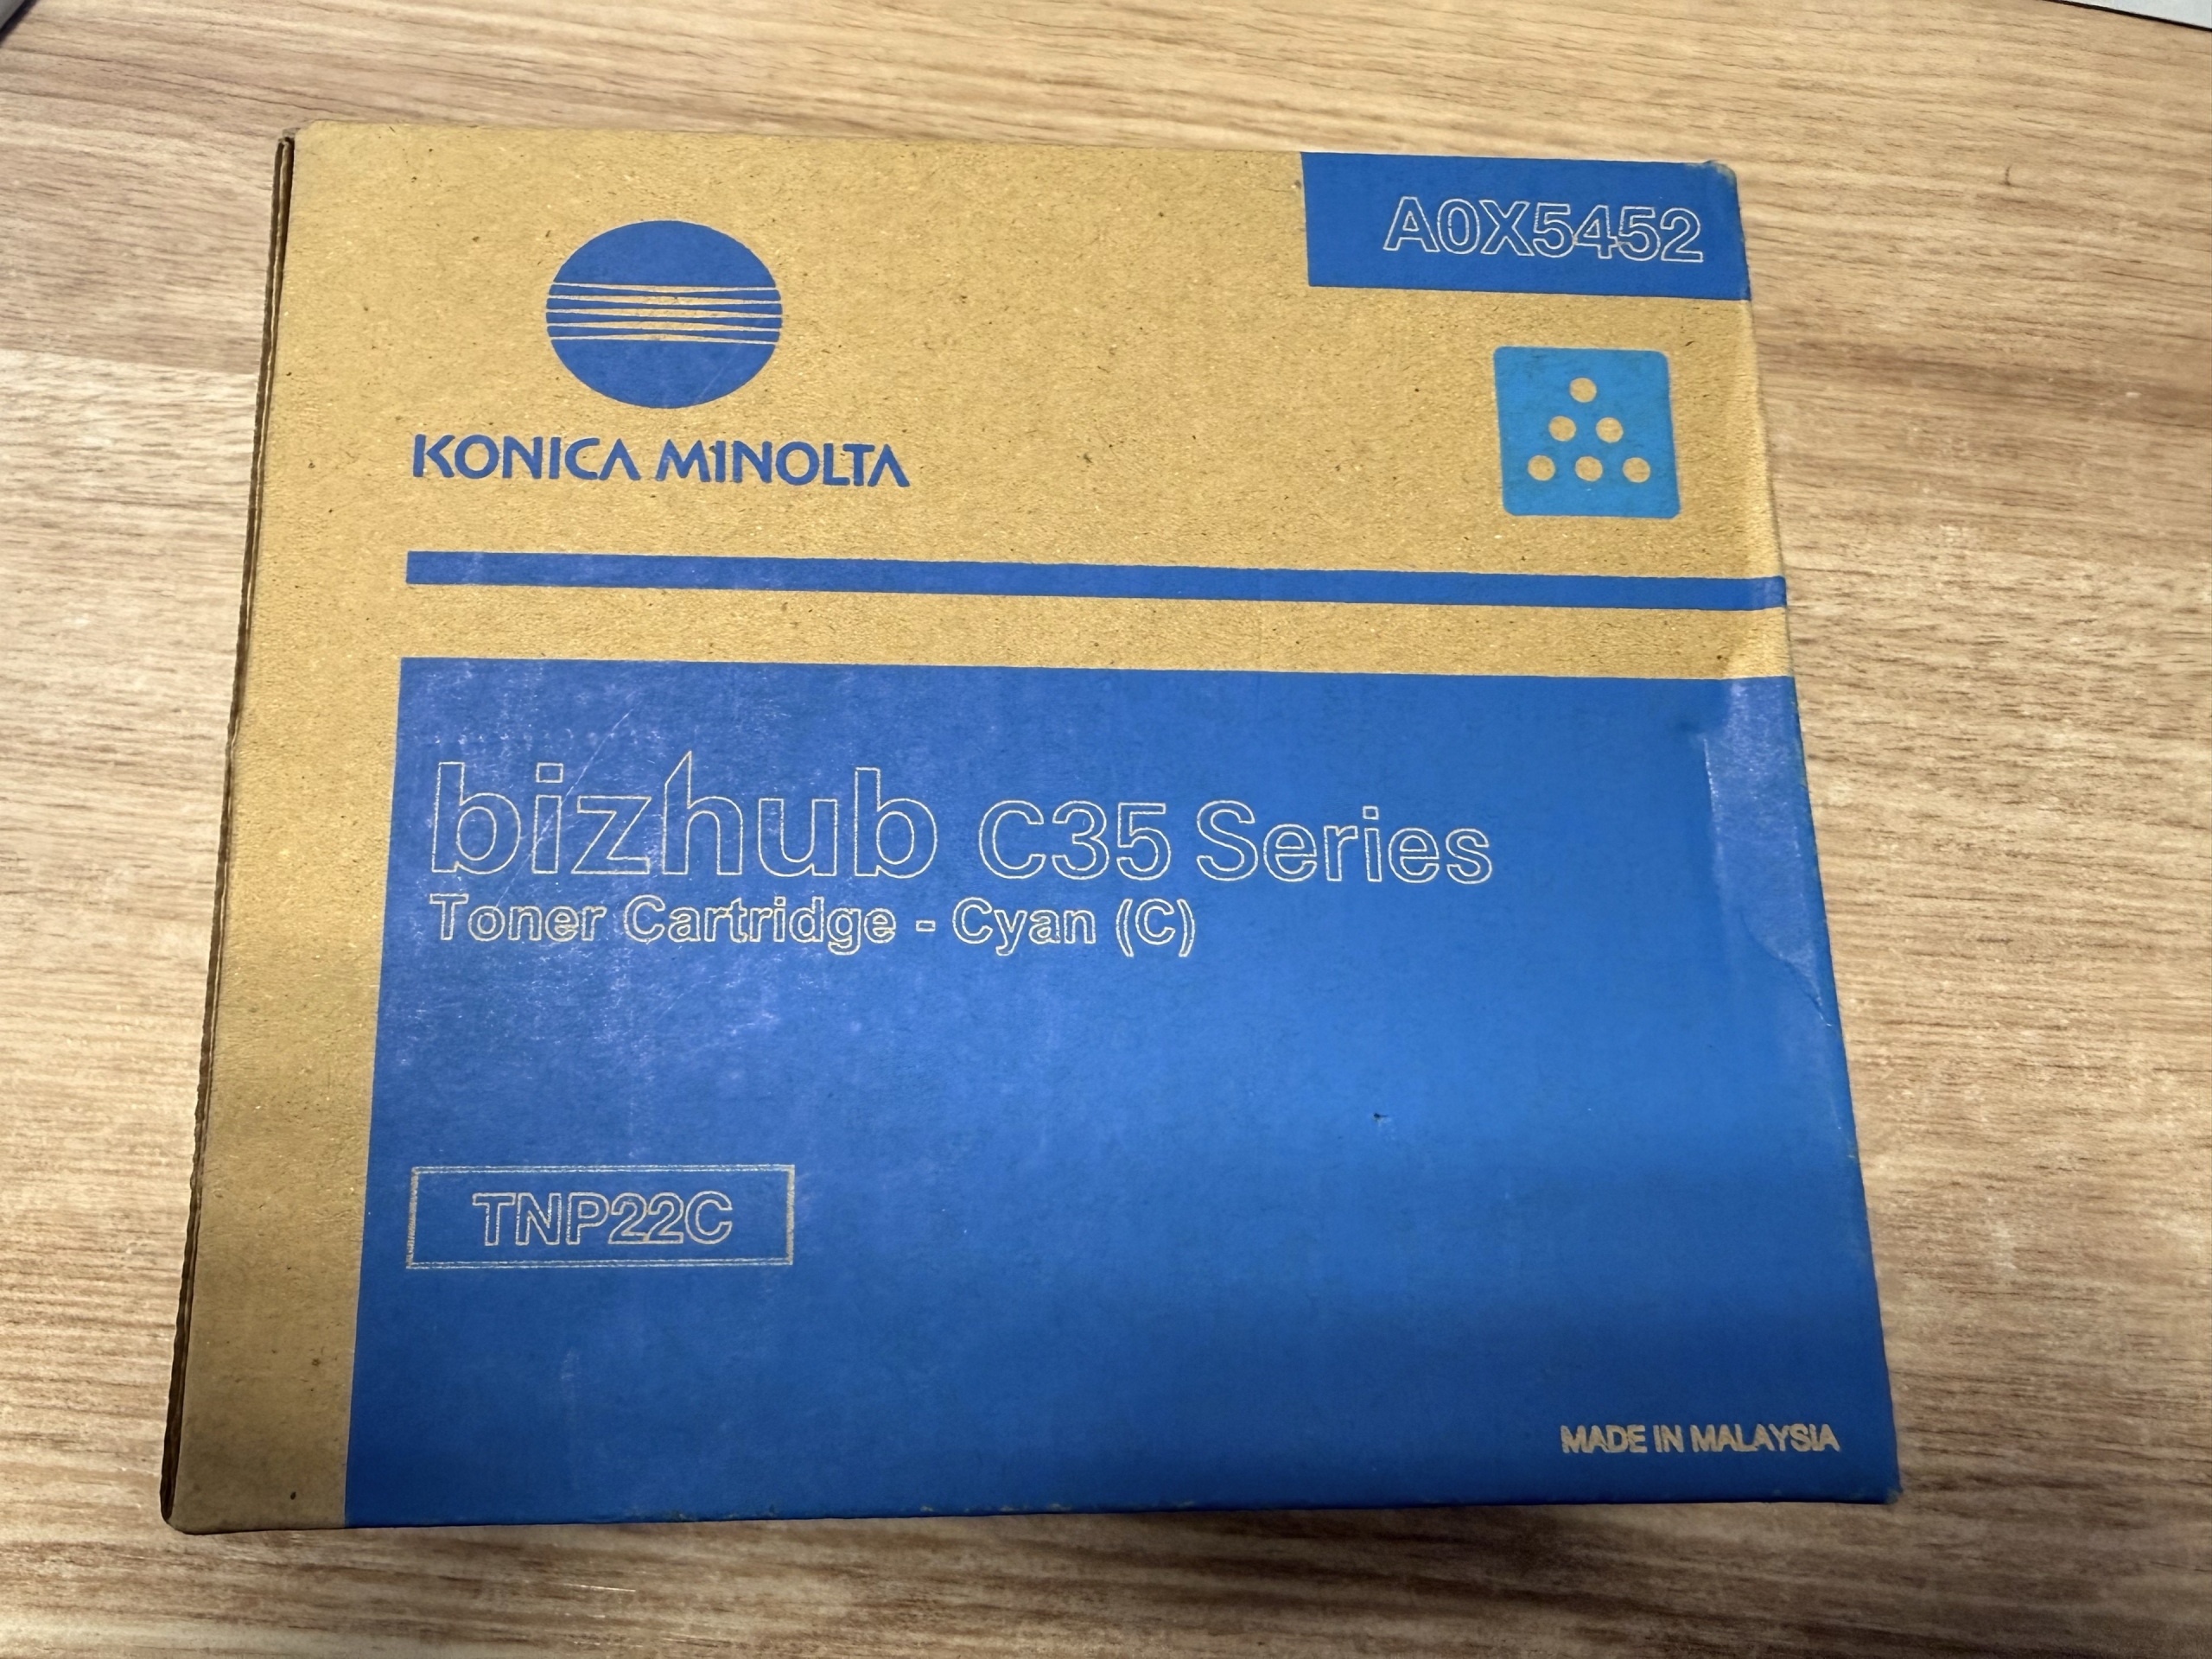 A0X5452
KONICA MINOLTA
bizhub C35 Series
Toner Cartridge - Cyan (C)
TNP22C
MADE IN MALAYSIA